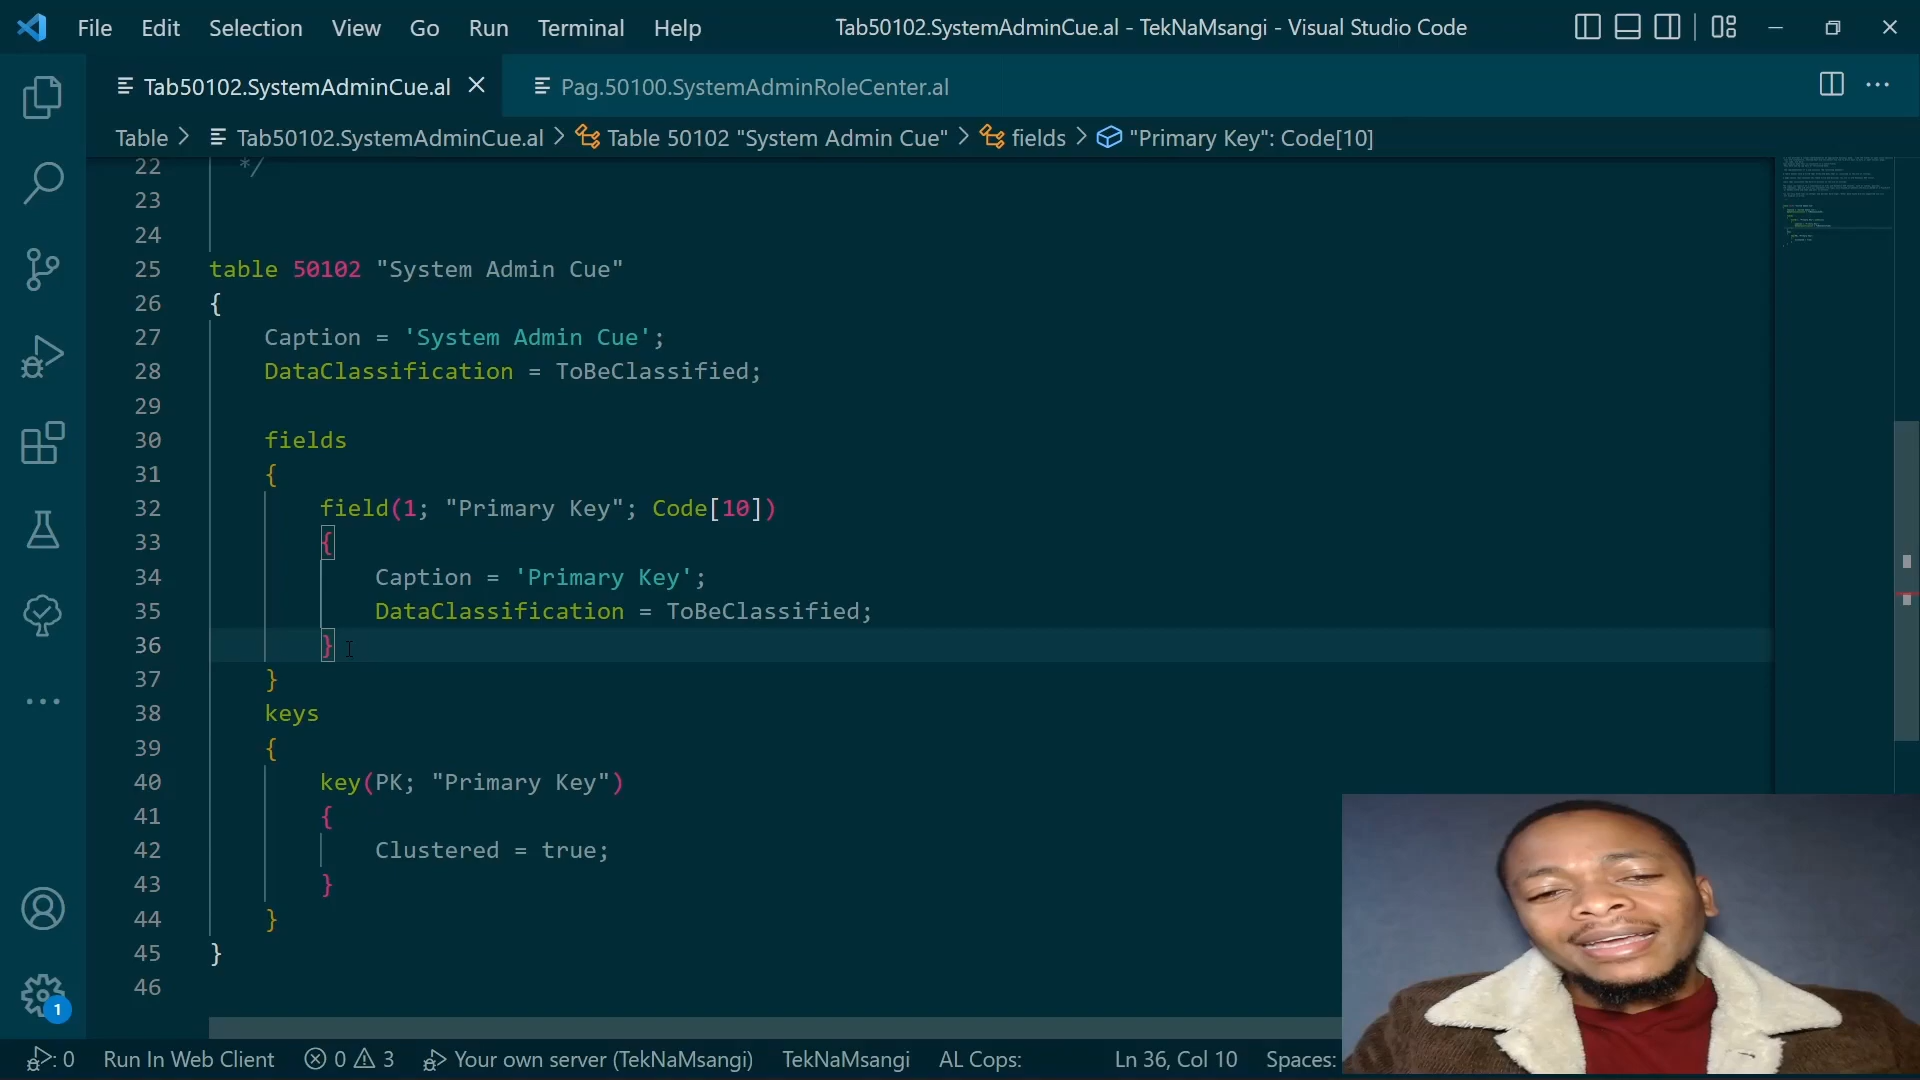 File Edit Selection View Go Run Terminal Help Tab50102.SystemAdminCue.al - TekNaMsangi - Visual Studio Code
Tab50102.SystemAdminCue.al Pag.50100.SystemAdminRoleCenter.al
Table > Tab50102.SystemAdminCue.al > Table 50102 "System Admin Cue" > fields > "Primary Key": Code[10]
22 */
23
24
25 table 50102 "System Admin Cue"
26 {
27 Caption = 'System Admin Cue';
28 DataClassification = ToBeClassified;
29
30 fields
31 {
32 field(1; "Primary Key"; Code[10])
33 {
34 Caption = 'Primary Key';
35 DataClassification = ToBeClassified;
36 }
37 }
38 keys
39 {
40 key(PK; "Primary Key")
41 {
42 Clustered = true;
43 }
44 }
45 }
46
1
0 Run In Web Client 0 3 Your own server (TekNaMsangi) TekNaMsangi AL Cops: Ln 36, Col 10 Spaces: